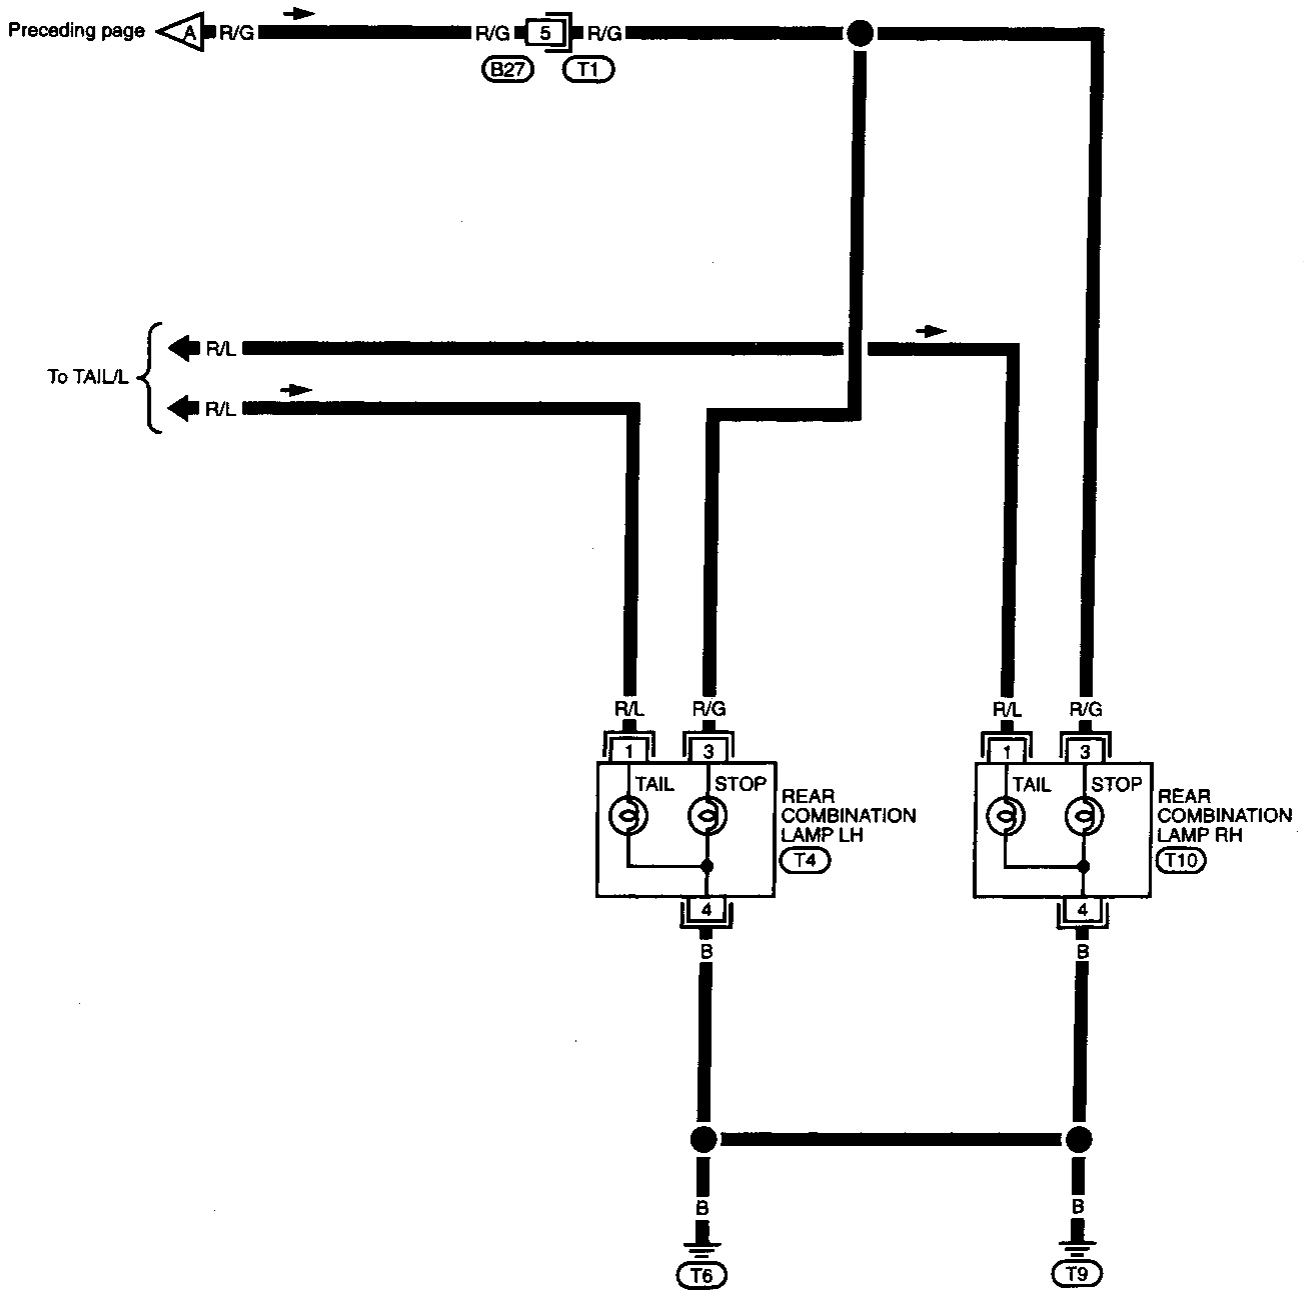 Preceding page A R/G R/G 5 R/G
B27 T1
R/L
To TAIL/L
R/L
R/L R/G R/L R/G
1 3 1 3
TAIL STOP TAIL STOP
REAR
COMBINATION
LAMP LH
T4
REAR
COMBINATION
LAMP RH
T10
4 4
B B
B B
T6 T9